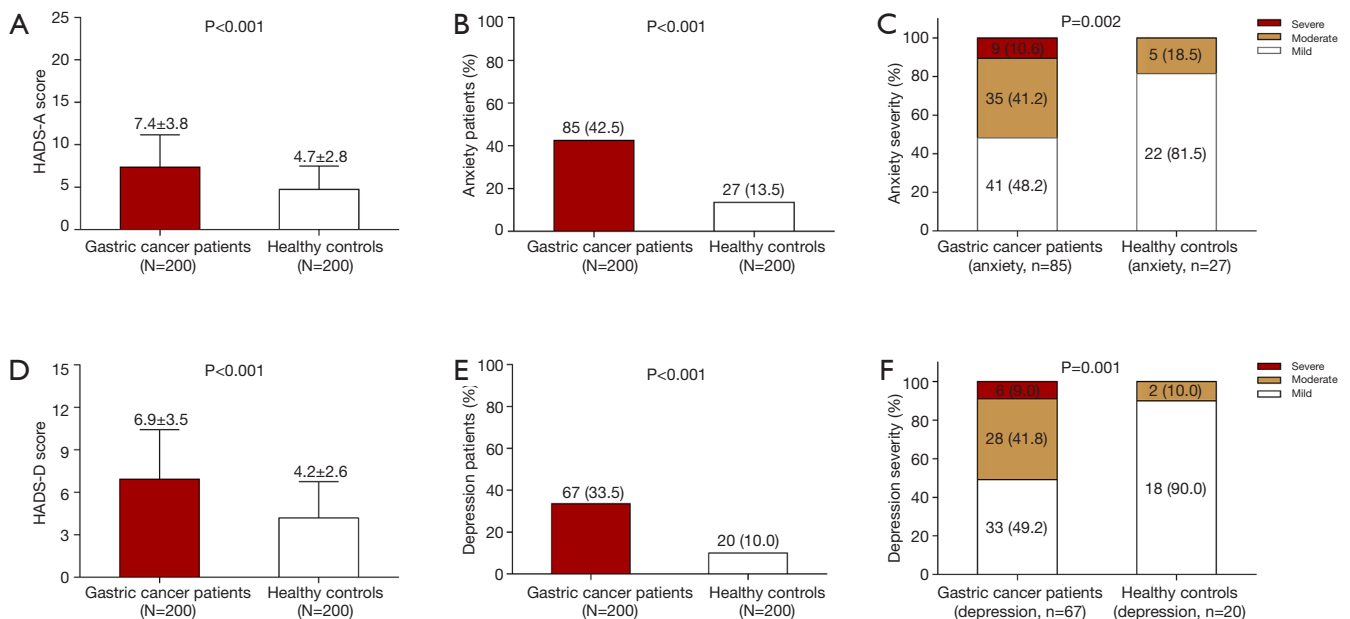 A
P<0.001
HADS-A score
25
20
15
10
5
0
7.4±3.8
4.7±2.8
Gastric cancer patients
(N=200)
Healthy controls
(N=200)
B
P<0.001
Anxiety patients (%)
100
80
60
40
20
0
85 (42.5)
27 (13.5)
Gastric cancer patients
(N=200)
Healthy controls
(N=200)
C
P=0.002
Anxiety severity (%)
100
80
60
40
20
0
9 (10.6)
35 (41.2)
41 (48.2)
5 (18.5)
22 (81.5)
Gastric cancer patients
(anxiety, n=85)
Healthy controls
(anxiety, n=27)
Severe
Moderate
Mild
D
P<0.001
HADS-D score
15
12
9
6
3
0
6.9±3.5
4.2±2.6
Gastric cancer patients
(N=200)
Healthy controls
(N=200)
E
P<0.001
Depression patients (%)
100
80
60
40
20
0
67 (33.5)
20 (10.0)
Gastric cancer patients
(N=200)
Healthy controls
(N=200)
F
P=0.001
Depression severity (%)
100
80
60
40
20
0
6 (9.0)
28 (41.8)
33 (49.2)
2 (10.0)
18 (90.0)
Gastric cancer patients
(depression, n=67)
Healthy controls
(depression, n=20)
Severe
Moderate
Mild